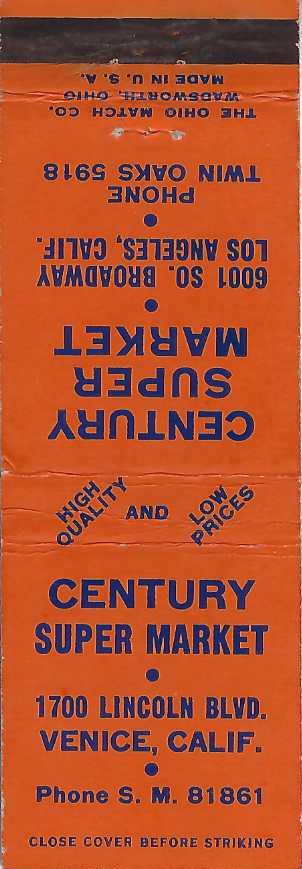 THE OHIO MATCH CO.
WADSWORTH, OHIO
MADE IN U. S. A.
CENTURY
SUPER
MARKET
6001 SO. BROADWAY
LOS ANGELES, CALIF.
PHONE
TWIN OAKS 5918
HIGH
QUALITY
AND
LOW
PRICES
CENTURY
SUPER MARKET
1700 LINCOLN BLVD.
VENICE, CALIF.
Phone S. M. 81861
CLOSE COVER BEFORE STRIKING